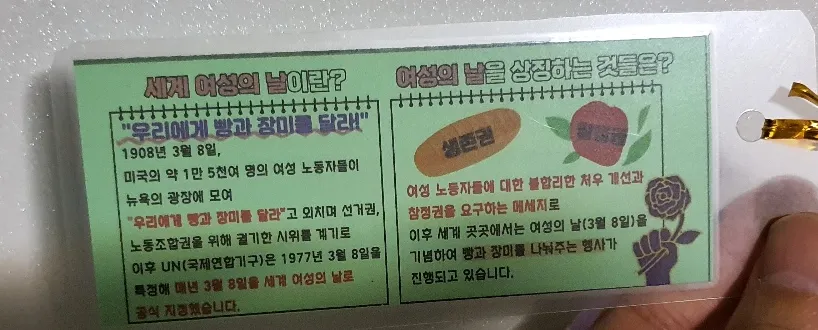 세계 여성의 날이란?
"우리에게 빵과 장미를 달라!"
1908년 3월 8일,
미국의 약 1만 5천여 명의 여성 노동자들이
뉴욕의 광장에 모여
"우리에게 빵과 장미를 달라"고 외치며 선거권,
노동조합권을 위해 궐기한 시위를 계기로
이후 UN(국제연합기구)은 1977년 3월 8일을
특정해 매년 3월 8일을 세계 여성의 날로
공식 지정했습니다.
여성의 날을 상징하는 것들은?
생존권
참정권
여성 노동자들에 대한 불합리한 처우 개선과
참정권을 요구하는 메세지로
이후 세계 곳곳에서는 여성의 날(3월 8일)을
기념하여 빵과 장미를 나눠주는 행사가
진행되고 있습니다.